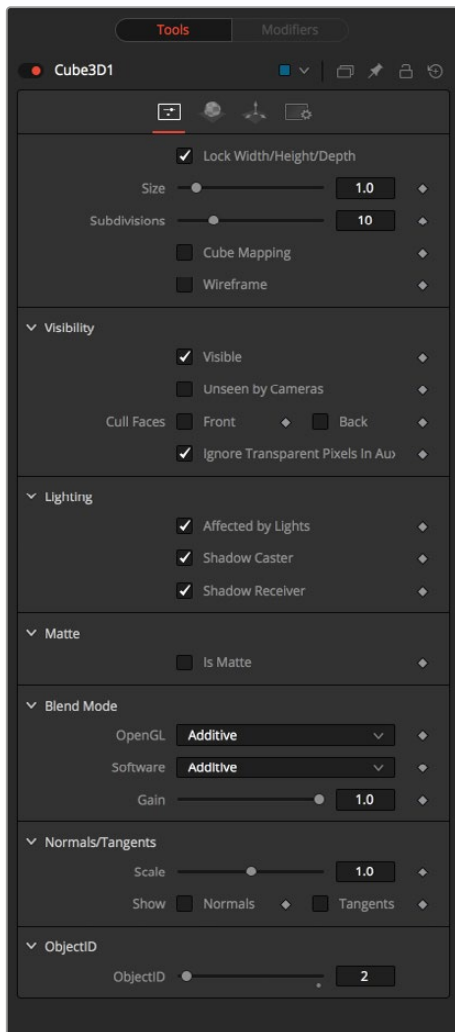 Tools Modifiers
Cube3D1
Lock Width/Height/Depth
Size 1.0
Subdivisions 10
Cube Mapping
Wireframe
Visibility
Visible
Unseen by Cameras
Cull Faces Front Back
Ignore Transparent Pixels In Aux
Lighting
Affected by Lights
Shadow Caster
Shadow Receiver
Matte
Is Matte
Blend Mode
OpenGL Additive
Software Additive
Gain 1.0
Normals/Tangents
Scale 1.0
Show Normals Tangents
ObjectID
ObjectID 2